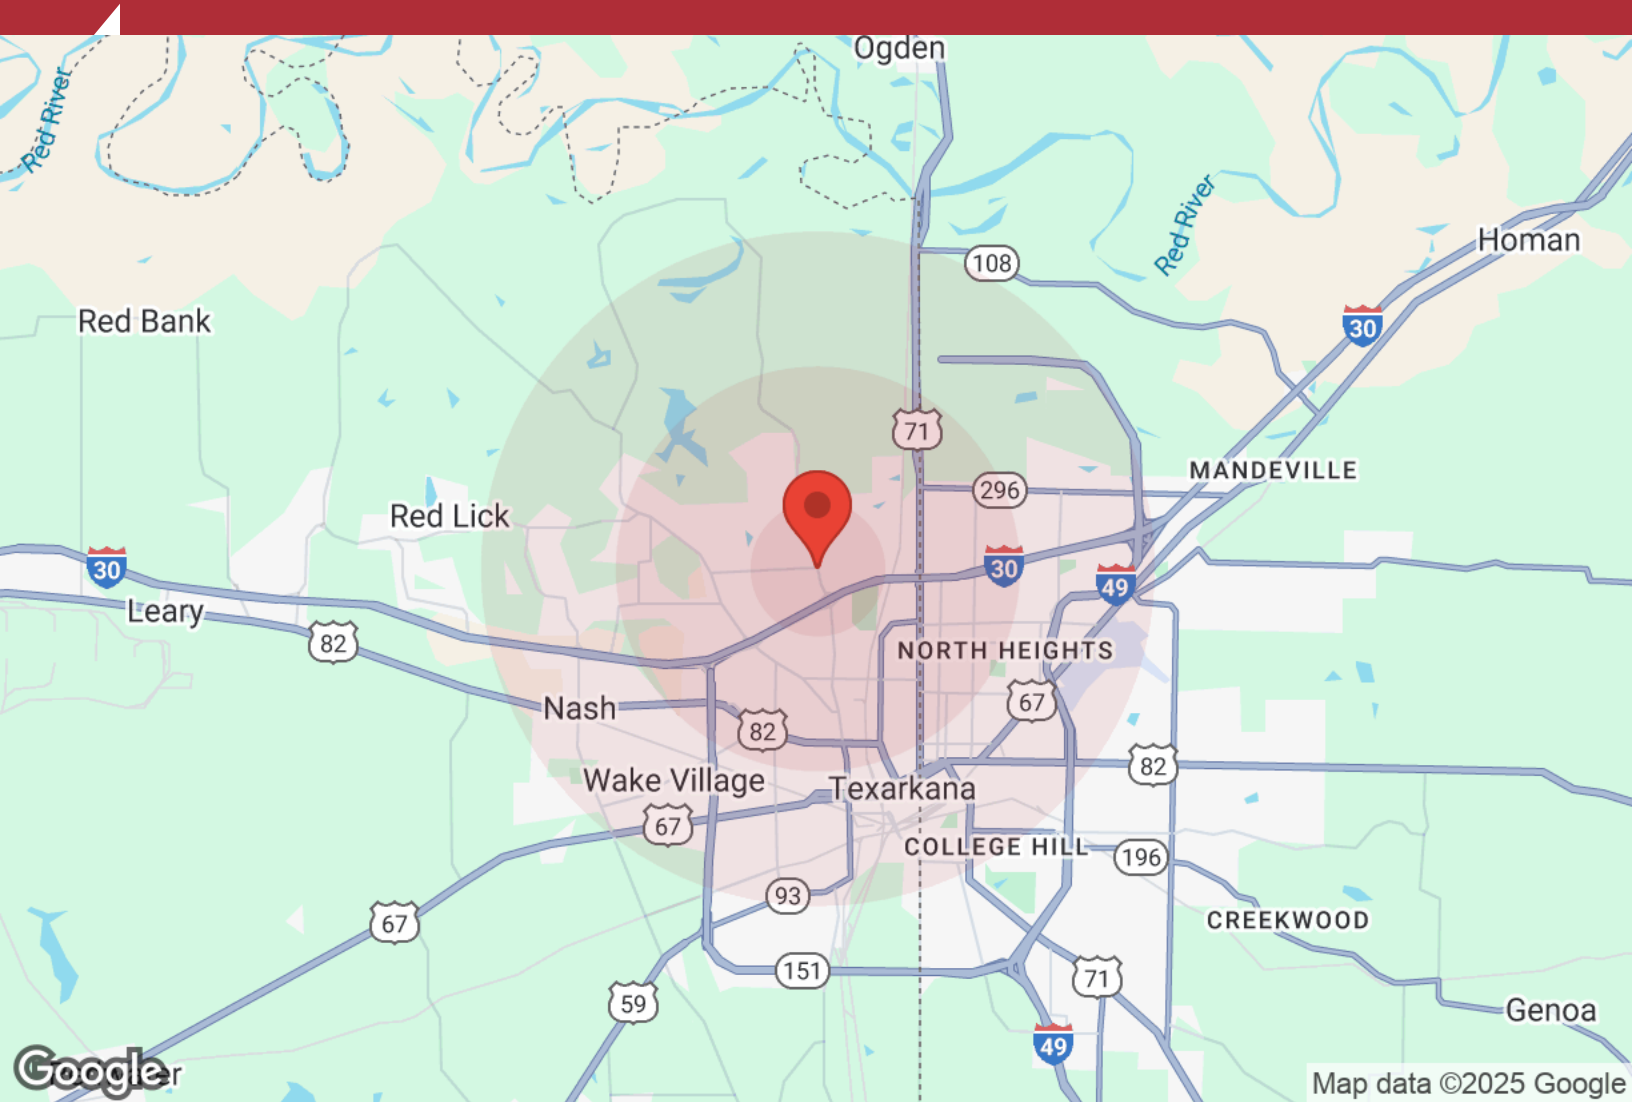 Ogden
Red River
Red River
108
Homan
30
Red Bank
71
MANDEVILLE
296
Red Lick
30
30
49
Leary
82
NORTH HEIGHTS
67
Nash
82
82
Wake Village
Texarkana
67
COLLEGE HILL
196
93
67
CREEKWOOD
151
71
59
Genoa
49
Google
Map data ©2025 Google